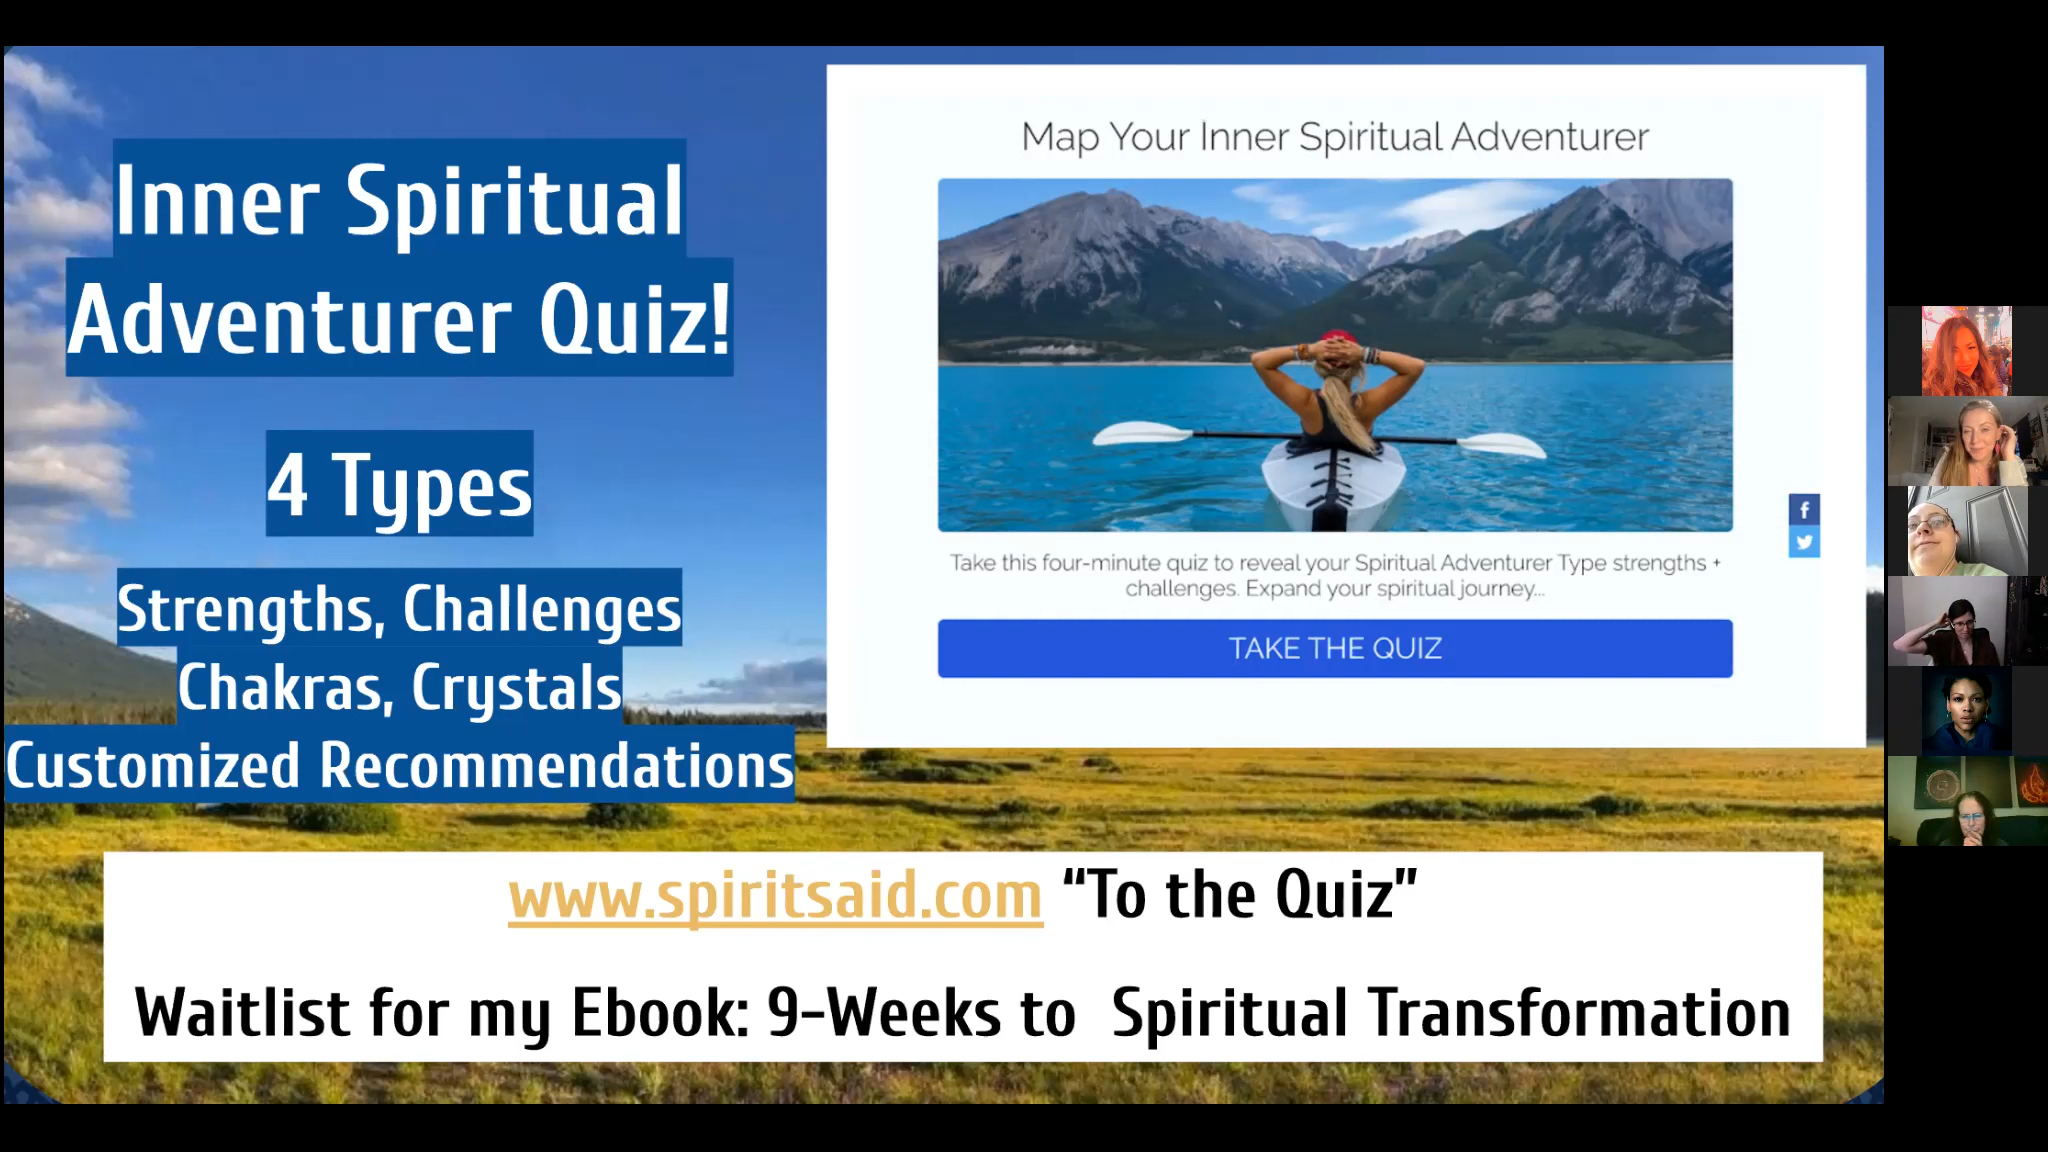 Inner Spiritual
Adventurer Quiz!
4 Types
Strengths, Challenges
Chakras, Crystals
Customized Recommendations
Map Your Inner Spiritual Adventurer
Take this four-minute quiz to reveal your Spiritual Adventurer Type strengths +
challenges. Expand your spiritual journey...
TAKE THE QUIZ
f
www.spiritsaid.com “To the Quiz”
Waitlist for my Ebook: 9-Weeks to Spiritual Transformation